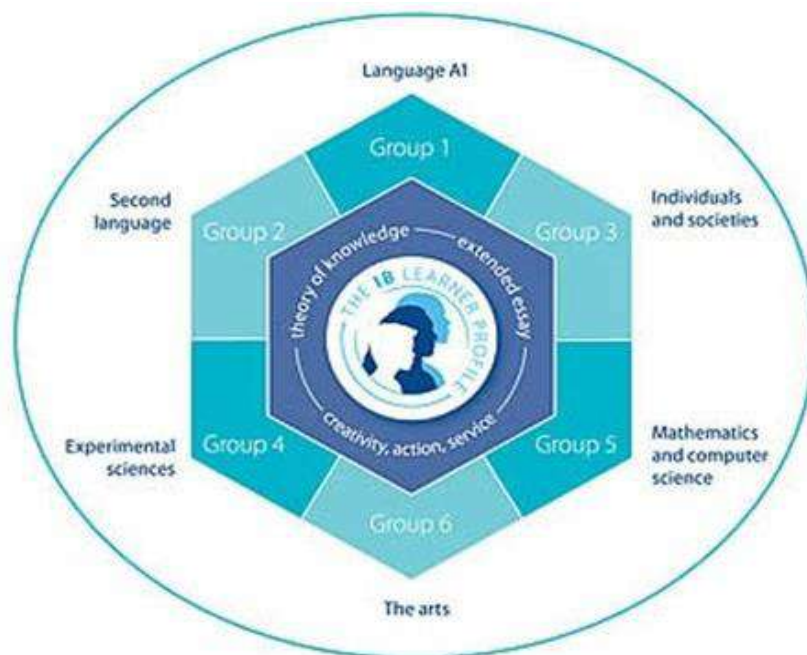 Language A1
Group 1
Second
language
Group 2
Group 3
Individuals
and societies
theory of knowledge
extended essay
THE IB LEARNER PROFILE
creativity, action, service
Experimental
sciences
Group 4
Group 5
Mathematics
and computer
science
Group 6
The arts